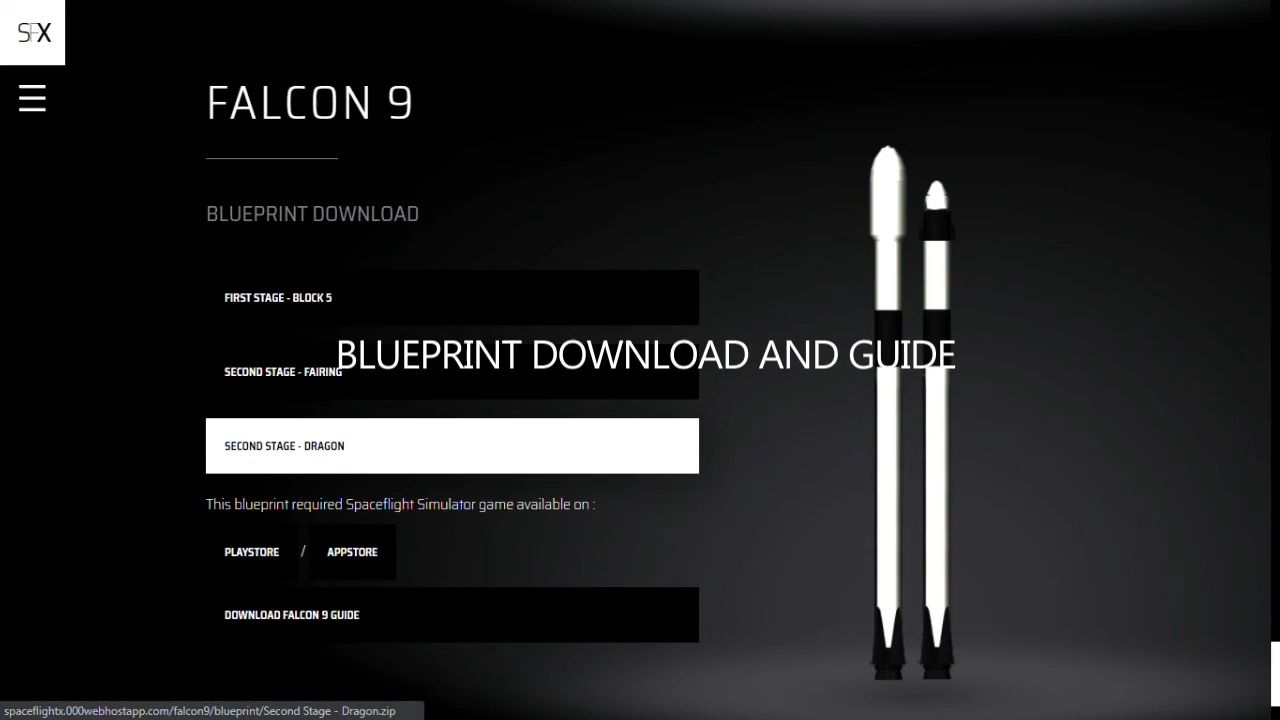 SFX
FALCON 9
BLUEPRINT DOWNLOAD
FIRST STAGE - BLOCK 5
BLUEPRINT DOWNLOAD AND GUIDE
SECOND STAGE - FAIRING
SECOND STAGE - DRAGON
This blueprint required Spaceflight Simulator game available on :
PLAYSTORE / APPSTORE
DOWNLOAD FALCON 9 GUIDE
spaceflightx.000webhostapp.com/falcon9/blueprint/Second Stage - Dragon.zip